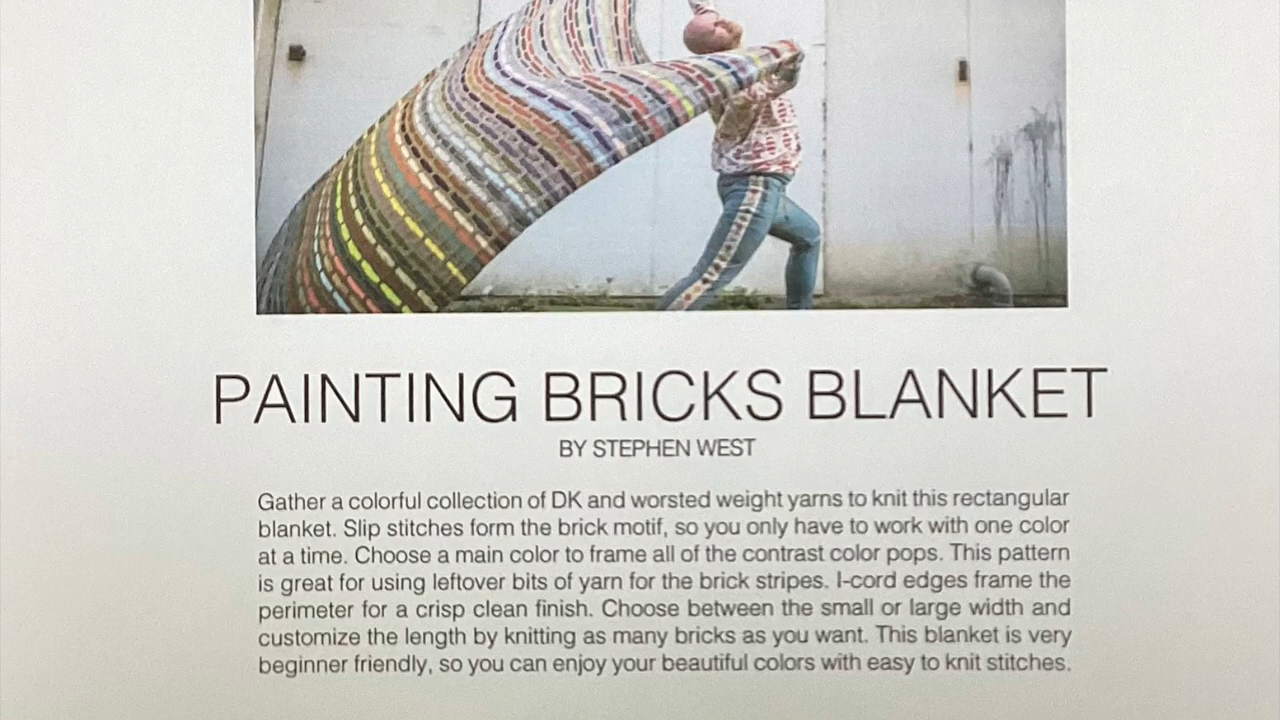 PAINTING BRICKS BLANKET
BY STEPHEN WEST
Gather a colorful collection of DK and worsted weight yarns to knit this rectangular
blanket. Slip stitches form the brick motif, so you only have to work with one color
at a time. Choose a main color to frame all of the contrast color pops. This pattern
is great for using leftover bits of yarn for the brick stripes. I-cord edges frame the
perimeter for a crisp clean finish. Choose between the small or large width and
customize the length by knitting as many bricks as you want. This blanket is very
beginner friendly, so you can enjoy your beautiful colors with easy to knit stitches.